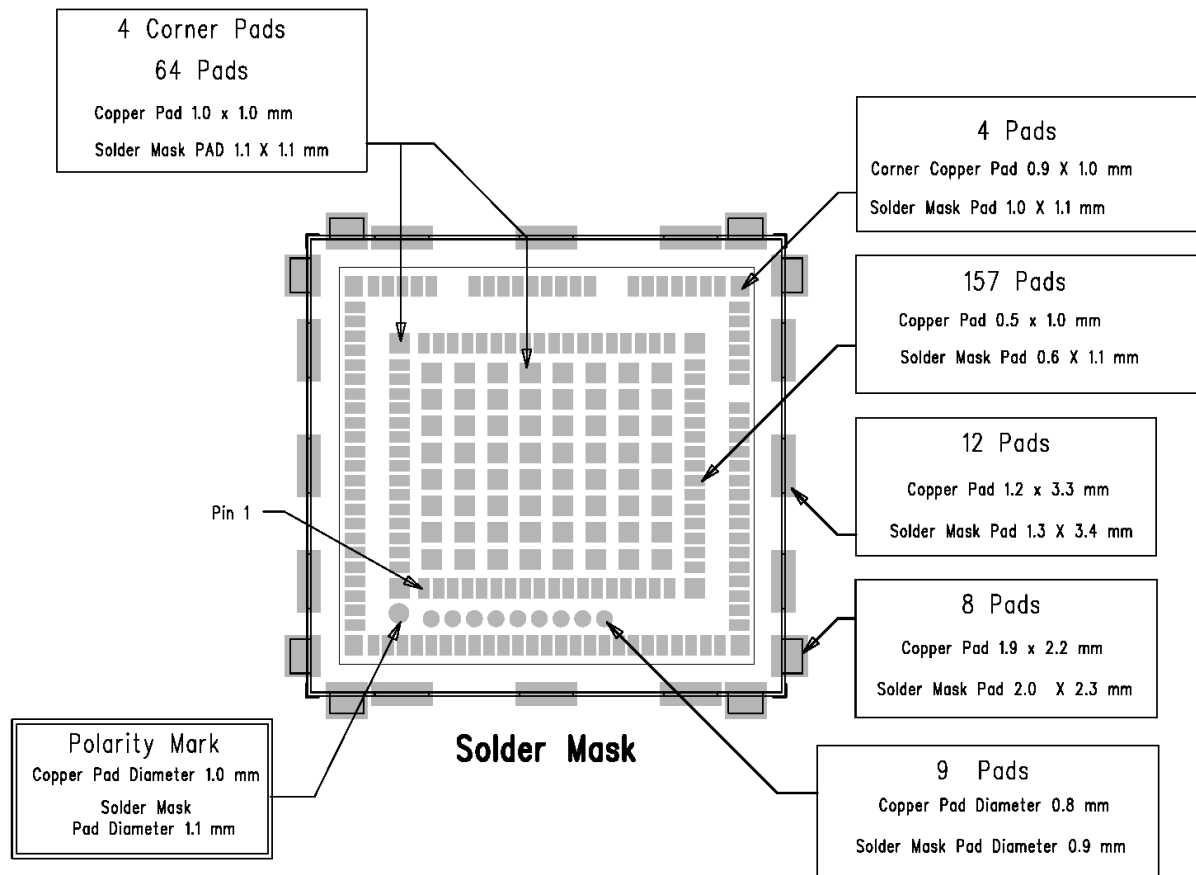 4 Corner Pads
64 Pads
Copper Pad 1.0 x 1.0 mm
Solder Mask PAD 1.1 X 1.1 mm
4 Pads
Corner Copper Pad 0.9 X 1.0 mm
Solder Mask Pad 1.0 X 1.1 mm
157 Pads
Copper Pad 0.5 x 1.0 mm
Solder Mask Pad 0.6 X 1.1 mm
12 Pads
Copper Pad 1.2 x 3.3 mm
Solder Mask Pad 1.3 X 3.4 mm
Pin 1
8 Pads
Copper Pad 1.9 x 2.2 mm
Solder Mask Pad 2.0 X 2.3 mm
Polarity Mark
Copper Pad Diameter 1.0 mm
Solder Mask
Pad Diameter 1.1 mm
Solder Mask
9 Pads
Copper Pad Diameter 0.8 mm
Solder Mask Pad Diameter 0.9 mm